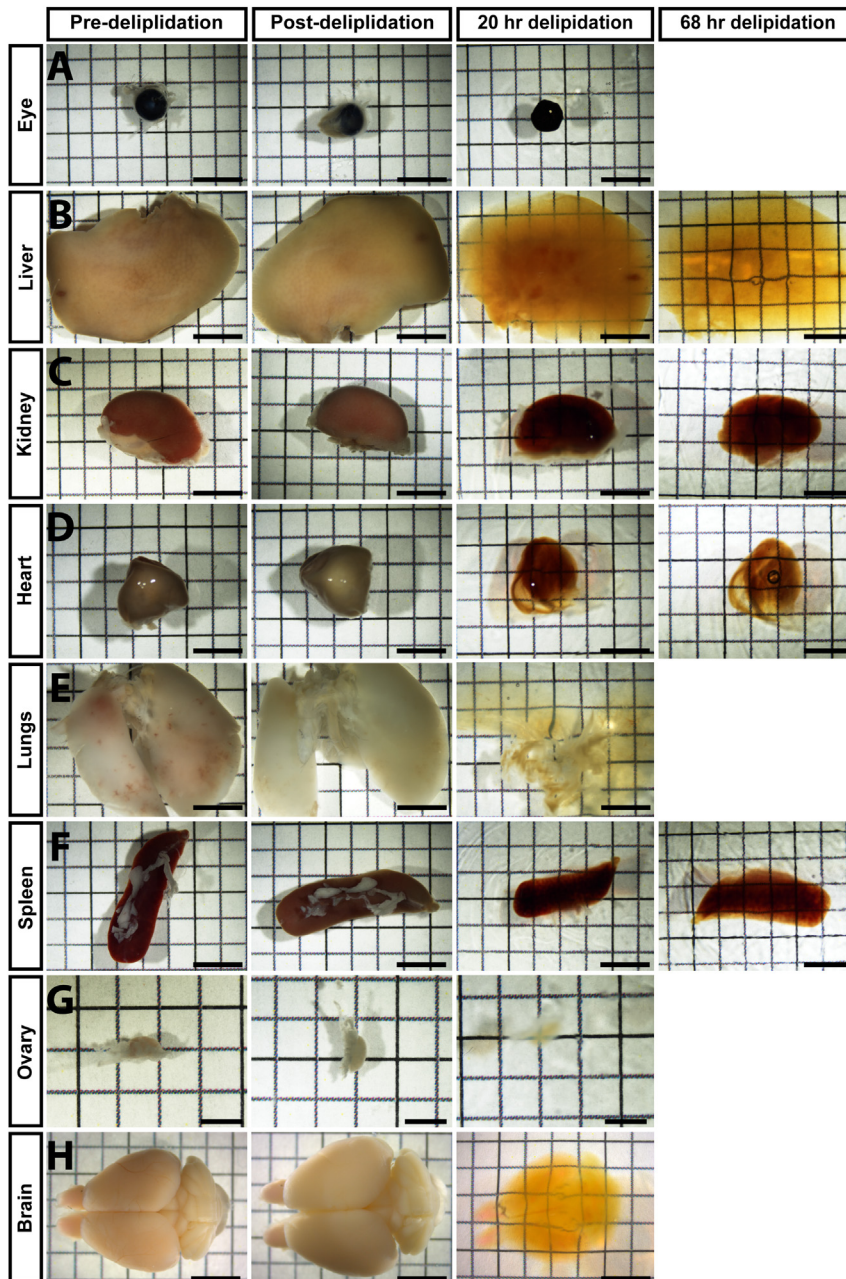 Pre-deliplidation
Post-deliplidation
20 hr delipidation
68 hr delipidation
A
Eye
B
Liver
C
Kidney
D
Heart
E
Lungs
F
Spleen
G
Ovary
H
Brain